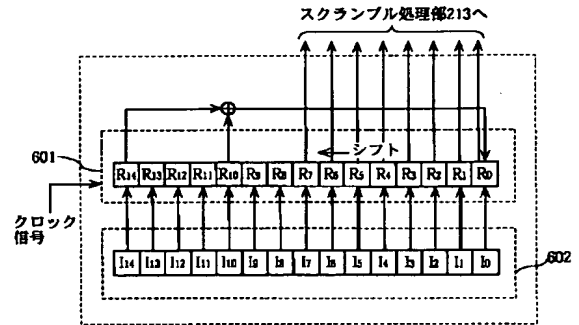 スクランブル処理部213へ
シフト
601
R14 R13 R12 R11 R10 R9 R8 R7 R6 R5 R4 R3 R2 R1 R0
クロック
信号
I14 I13 I12 I11 I10 I9 I8 I7 I6 I5 I4 I3 I2 I1 I0
602